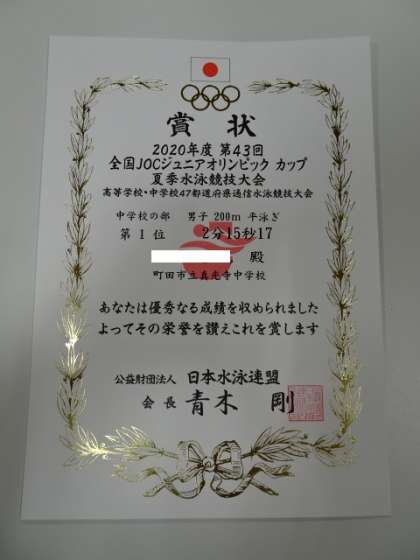 賞状
2020年度 第43回
全国JOCジュニアオリンピック カップ
夏季水泳競技大会
高等学校・中学校47都道府県通信水泳競技大会
中学校の部 男子 200m 平泳ぎ
第1位 2分15秒17
殿
町田市立真光寺中学校
あなたは優秀なる成績を収められました
よってその栄誉を讃えこれを賞します
公益財団法人 日本水泳連盟
会長 青木 剛